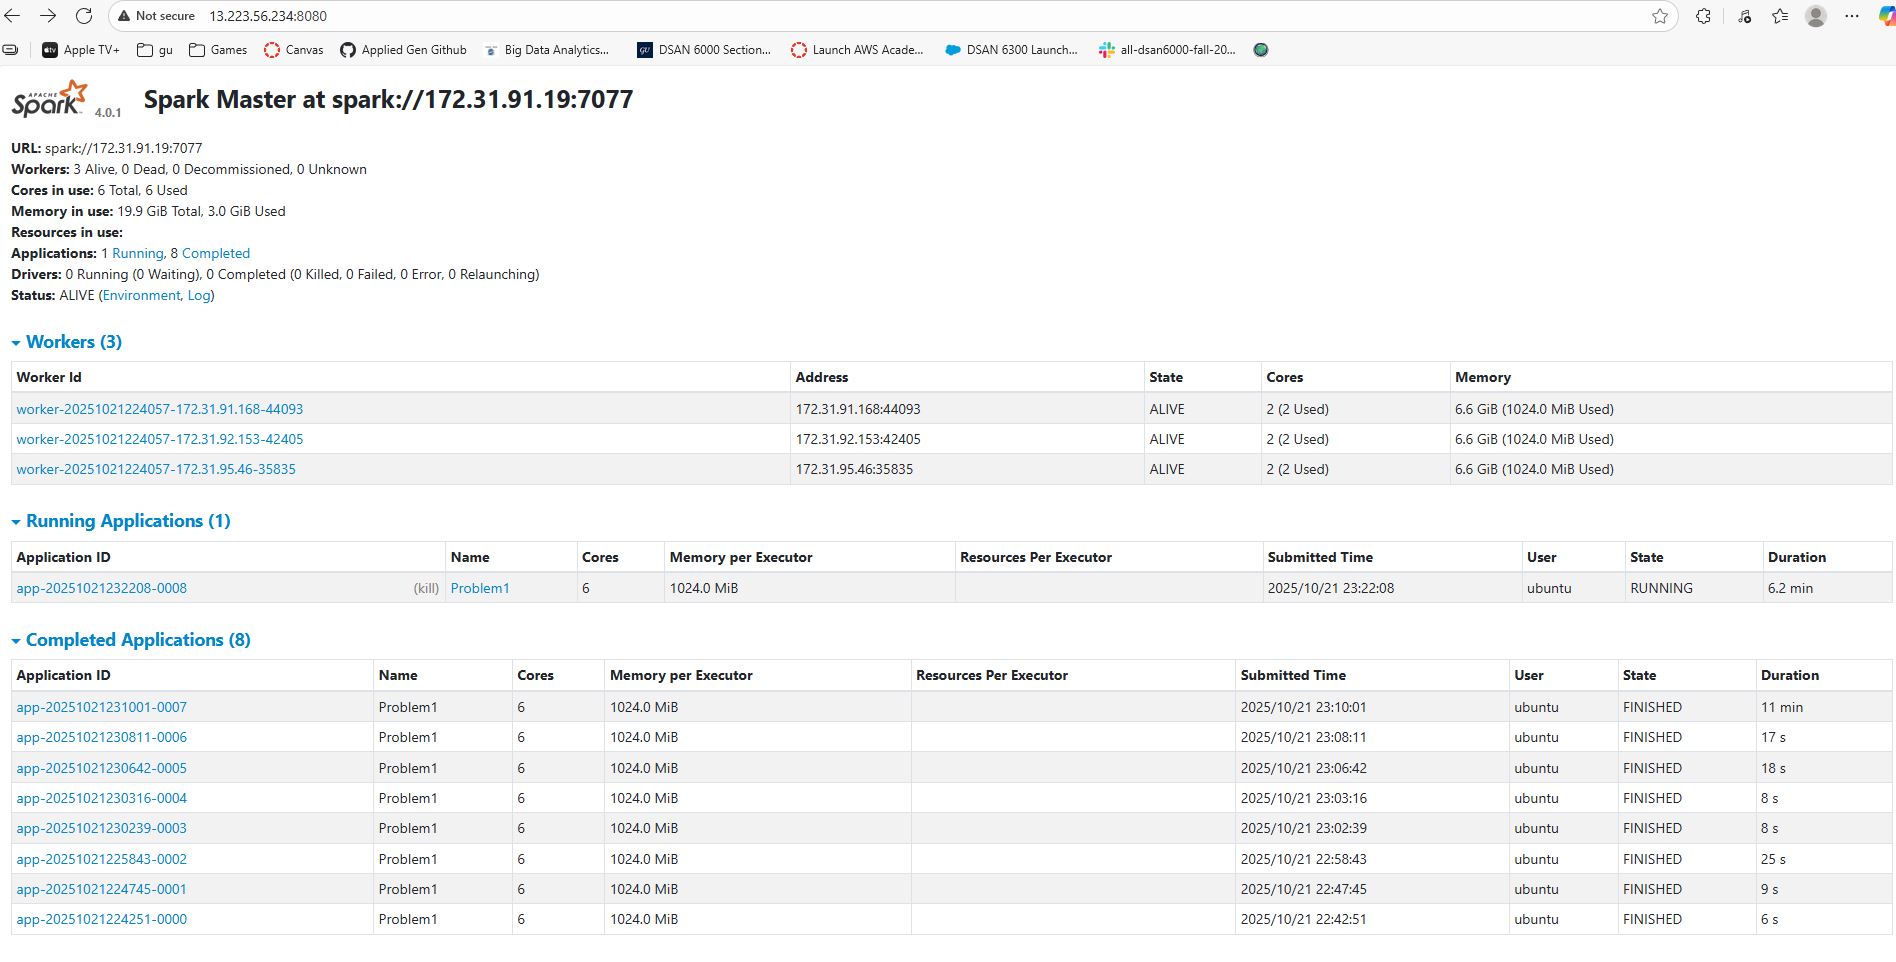 Not secure 13.223.56.234:8080
Apple TV+ gu Games Canvas Applied Gen Github Big Data Analytics... GU DSAN 6000 Section... Launch AWS Acade... DSAN 6300 Launch... all-dsan6000-fall-20...
APACHE Spark 4.0.1 Spark Master at spark://172.31.91.19:7077
URL: spark://172.31.91.19:7077
Workers: 3 Alive, 0 Dead, 0 Decommissioned, 0 Unknown
Cores in use: 6 Total, 6 Used
Memory in use: 19.9 GiB Total, 3.0 GiB Used
Resources in use:
Applications: 1 Running, 8 Completed
Drivers: 0 Running (0 Waiting), 0 Completed (0 Killed, 0 Failed, 0 Error, 0 Relaunching)
Status: ALIVE (Environment, Log)
Workers (3)
Worker Id Address State Cores Memory
worker-20251021224057-172.31.91.168-44093 172.31.91.168:44093 ALIVE 2 (2 Used) 6.6 GiB (1024.0 MiB Used)
worker-20251021224057-172.31.92.153-42405 172.31.92.153:42405 ALIVE 2 (2 Used) 6.6 GiB (1024.0 MiB Used)
worker-20251021224057-172.31.95.46-35835 172.31.95.46:35835 ALIVE 2 (2 Used) 6.6 GiB (1024.0 MiB Used)
Running Applications (1)
Application ID Name Cores Memory per Executor Resources Per Executor Submitted Time User State Duration
app-20251021232208-0008 (kill) Problem1 6 1024.0 MiB 2025/10/21 23:22:08 ubuntu RUNNING 6.2 min
Completed Applications (8)
Application ID Name Cores Memory per Executor Resources Per Executor Submitted Time User State Duration
app-20251021231001-0007 Problem1 6 1024.0 MiB 2025/10/21 23:10:01 ubuntu FINISHED 11 min
app-20251021230811-0006 Problem1 6 1024.0 MiB 2025/10/21 23:08:11 ubuntu FINISHED 17 s
app-20251021230642-0005 Problem1 6 1024.0 MiB 2025/10/21 23:06:42 ubuntu FINISHED 18 s
app-20251021230316-0004 Problem1 6 1024.0 MiB 2025/10/21 23:03:16 ubuntu FINISHED 8 s
app-20251021230239-0003 Problem1 6 1024.0 MiB 2025/10/21 23:02:39 ubuntu FINISHED 8 s
app-20251021225843-0002 Problem1 6 1024.0 MiB 2025/10/21 22:58:43 ubuntu FINISHED 25 s
app-20251021224745-0001 Problem1 6 1024.0 MiB 2025/10/21 22:47:45 ubuntu FINISHED 9 s
app-20251021224251-0000 Problem1 6 1024.0 MiB 2025/10/21 22:42:51 ubuntu FINISHED 6 s